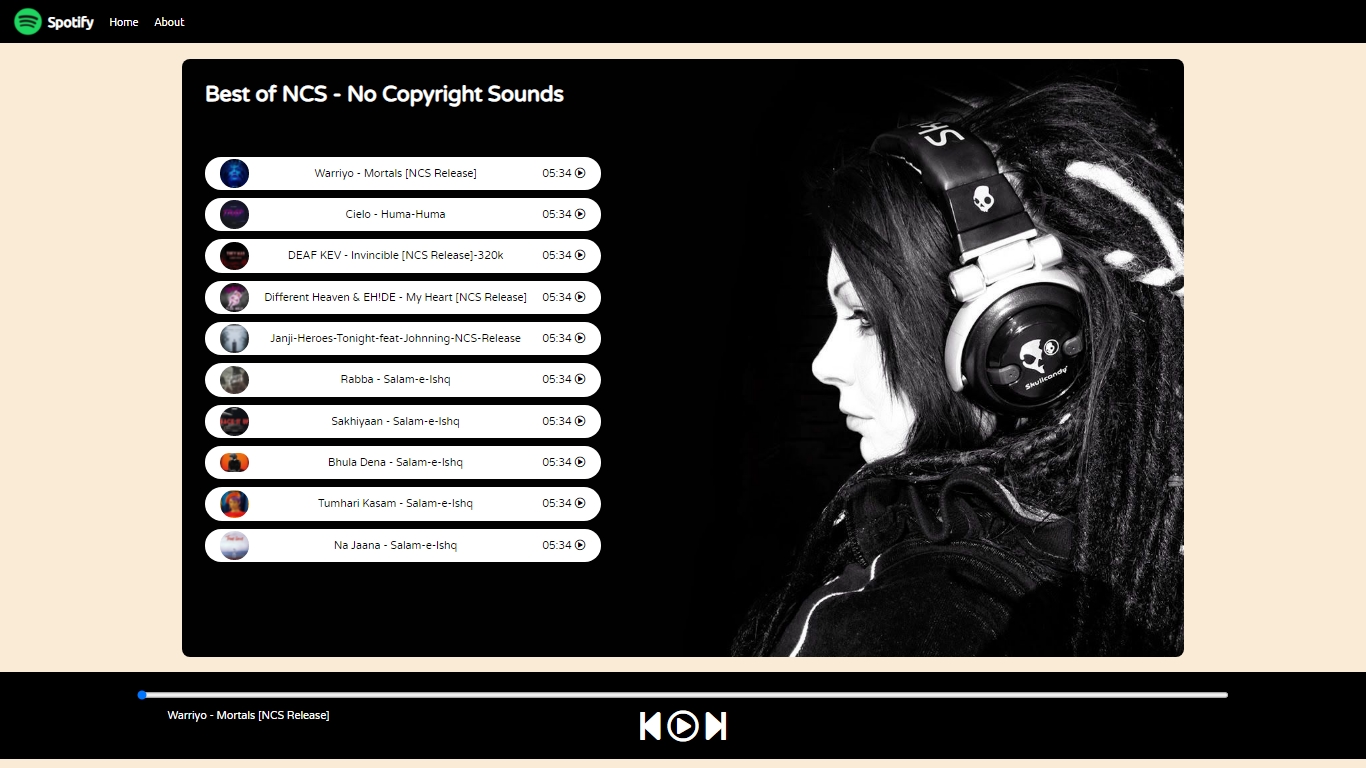 Spotify Home About
Best of NCS - No Copyright Sounds
Warriyo - Mortals [NCS Release] 05:34
Cielo - Huma-Huma 05:34
DEAF KEV - Invincible [NCS Release]-320k 05:34
Different Heaven & EH!DE - My Heart [NCS Release] 05:34
Janji-Heroes-Tonight-feat-Johnning-NCS-Release 05:34
Rabba - Salam-e-Ishq 05:34
Sakhiyaan - Salam-e-Ishq 05:34
Bhula Dena - Salam-e-Ishq 05:34
Tumhari Kasam - Salam-e-Ishq 05:34
Na Jaana - Salam-e-Ishq 05:34
Skullcandy
Warriyo - Mortals [NCS Release]